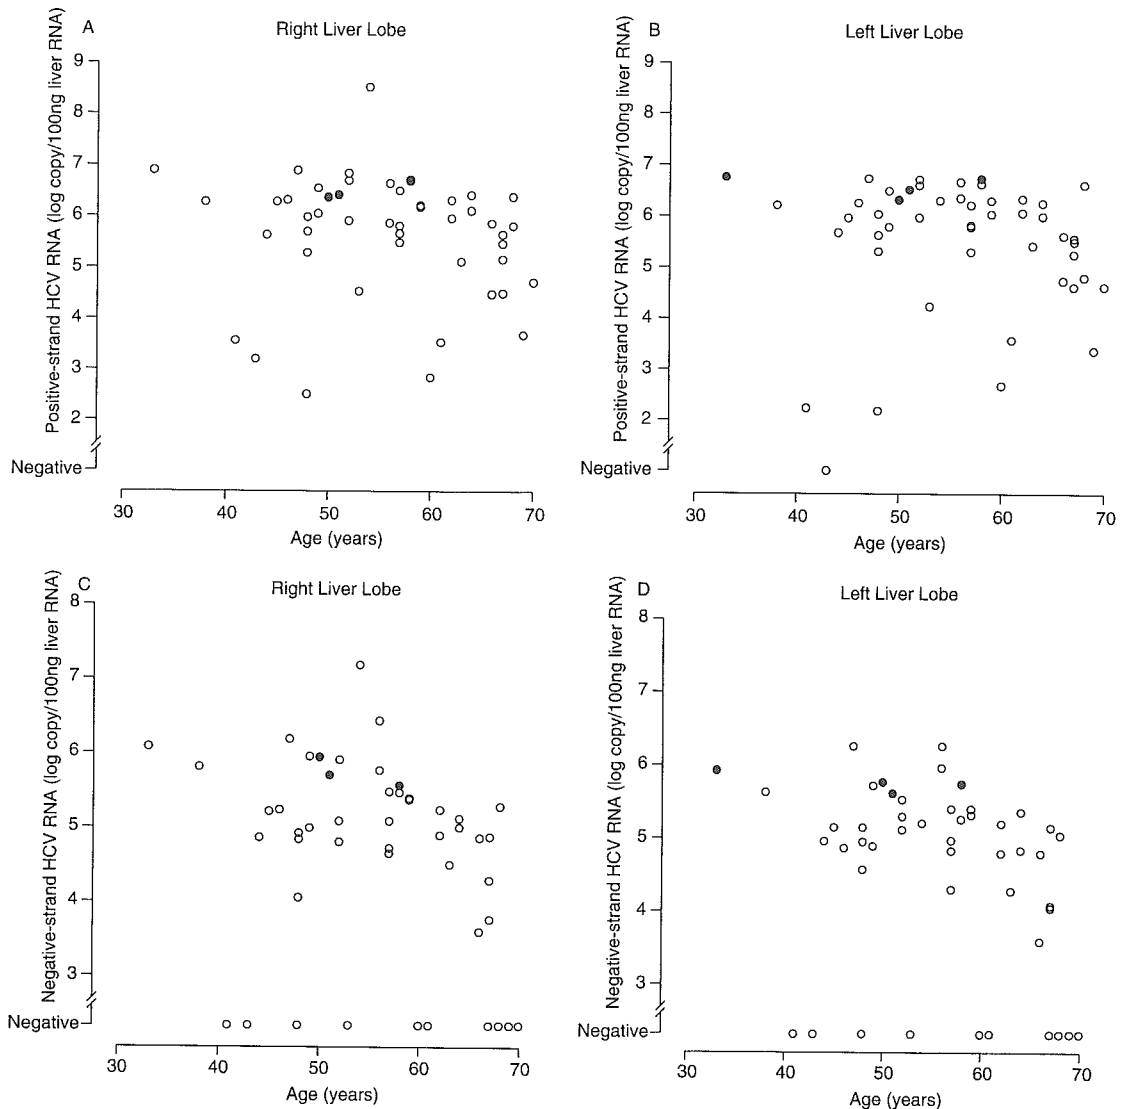 A
Right Liver Lobe
Positive-strand HCV RNA (log copy/100ng liver RNA)
9
8
7
6
5
4
3
2
Negative
30
40
50
60
70
Age (years)
B
Left Liver Lobe
Positive-strand HCV RNA (log copy/100ng liver RNA)
9
8
7
6
5
4
3
2
Negative
30
40
50
60
70
Age (years)
C
Right Liver Lobe
Negative-strand HCV RNA (log copy/100ng liver RNA)
8
7
6
5
4
3
Negative
30
40
50
60
70
Age (years)
D
Left Liver Lobe
Negative-strand HCV RNA (log copy/100ng liver RNA)
8
7
6
5
4
3
Negative
30
40
50
60
70
Age (years)